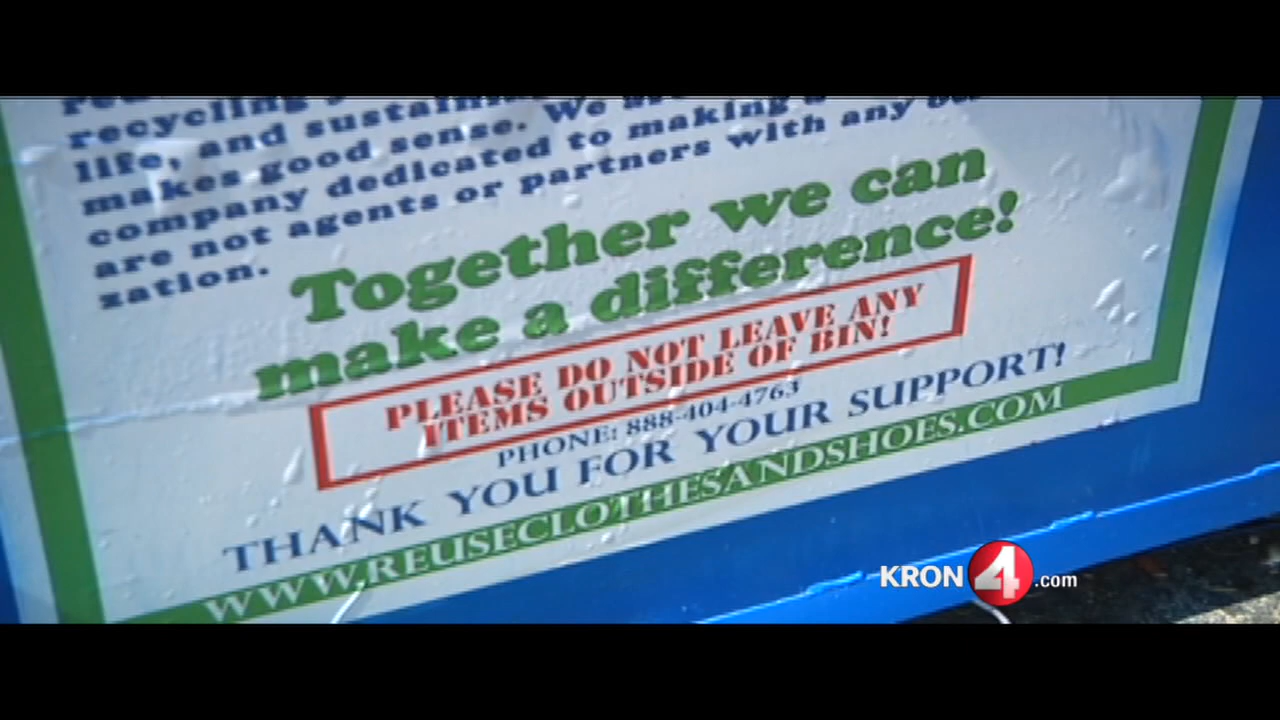 recycling
life, and
makes good sense. We
company dedicated to making
are not agents or partners with any
zation.
Together we can
make a difference!
PLEASE DO NOT LEAVE ANY
ITEMS OUTSIDE OF BIN!
PHONE: 888-404-4763
THANK YOU FOR YOUR SUPPORT!
WWW.REUSECLOTHESANDSHOES.COM
KRON 4 .com